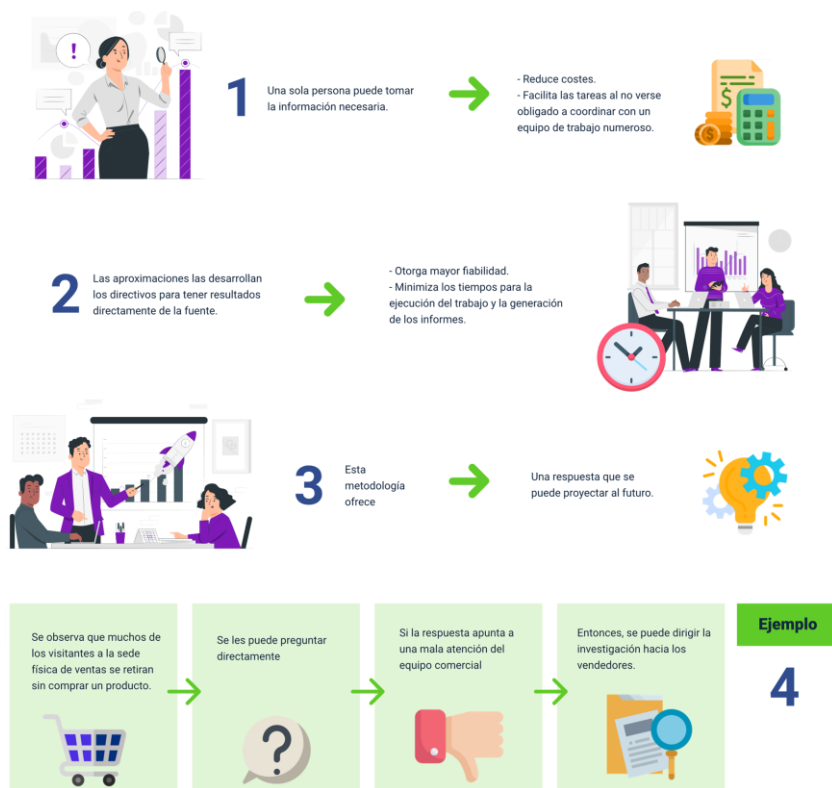 1
Una sola persona puede tomar
la información necesaria.
- Reduce costes.
- Facilita las tareas al no verse
obligado a coordinar con un
equipo de trabajo numeroso.
2
Las aproximaciones las desarrollan
los directivos para tener resultados
directamente de la fuente.
- Otorga mayor fiabilidad.
- Minimiza los tiempos para la
ejecución del trabajo y la generación
de los informes.
3
Esta
metodología
ofrece
Una respuesta que se
puede proyectar al futuro.
Se observa que muchos de
los visitantes a la sede
física de ventas se retiran
sin comprar un producto.
Se les puede preguntar
directamente
Si la respuesta apunta a
una mala atención del
equipo comercial
Entonces, se puede dirigir la
investigación hacia los
vendedores.
Ejemplo
4